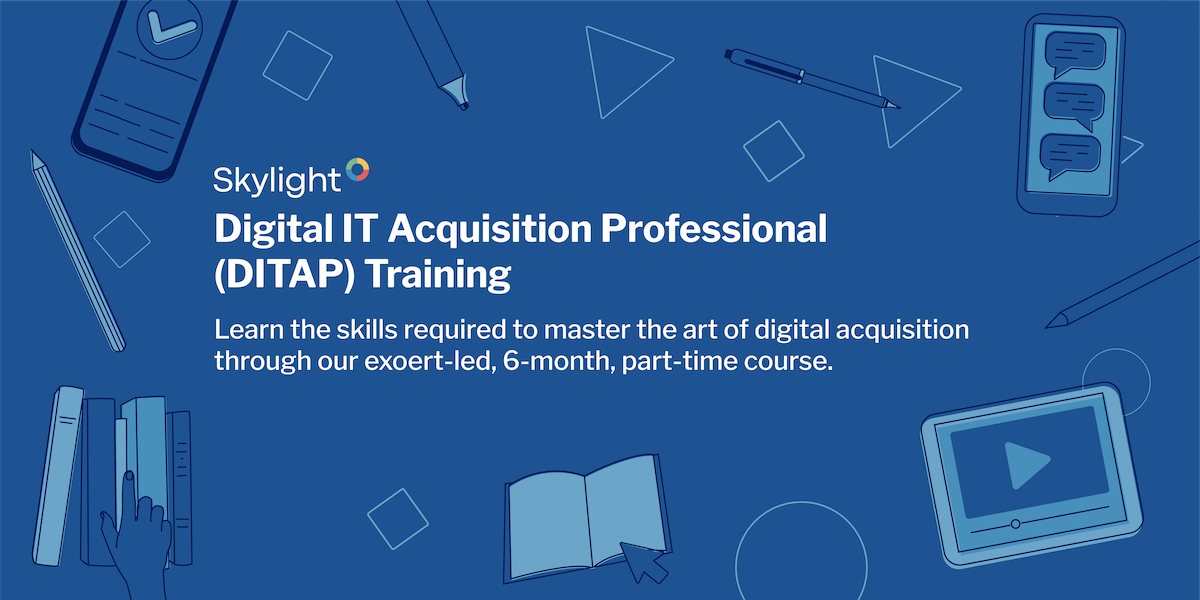 Skylight
Digital IT Acquisition Professional
(DITAP) Training
Learn the skills required to master the art of digital acquisition
through our exoert-led, 6-month, part-time course.